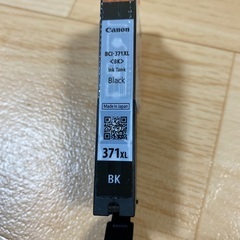 Canon
BCI-371XL
<BK>
Ink Tank
Black
Made in Japan
371XL
BK